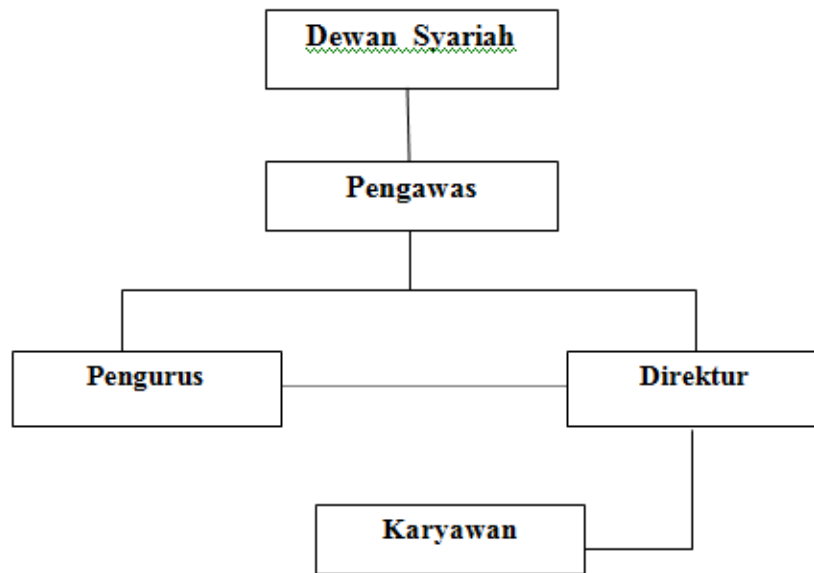 Dewan Syariah
Pengawas
Pengurus
Direktur
Karyawan